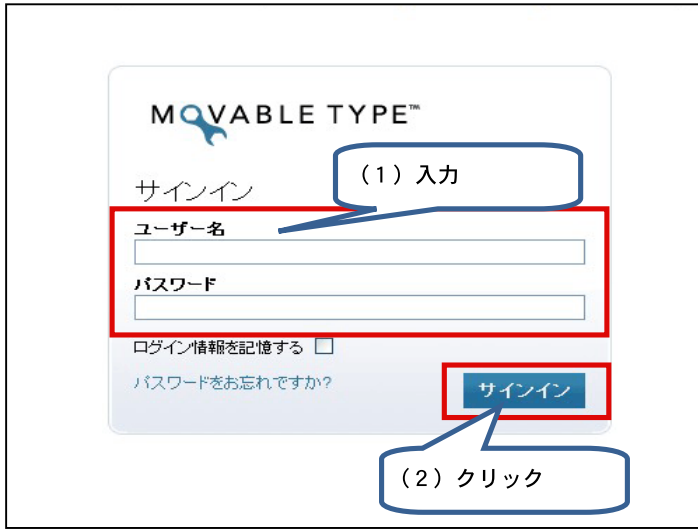 MOVABLE TYPE™
(1)入力
サインイン
ユーザー名
パスワード
ログイン情報を記憶する
パスワードをお忘れですか?
サインイン
(2)クリック